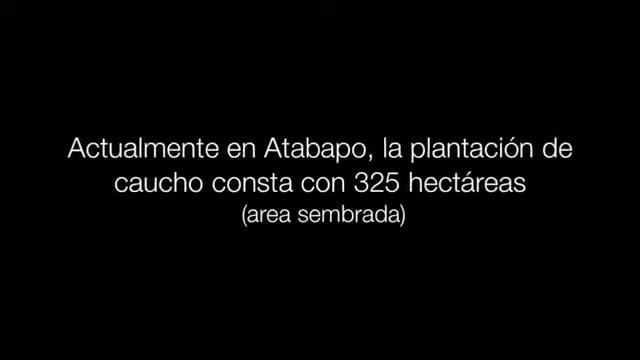 Actualmente en Atabapo, la plantación de
caucho consta con 325 hectáreas
(area sembrada)